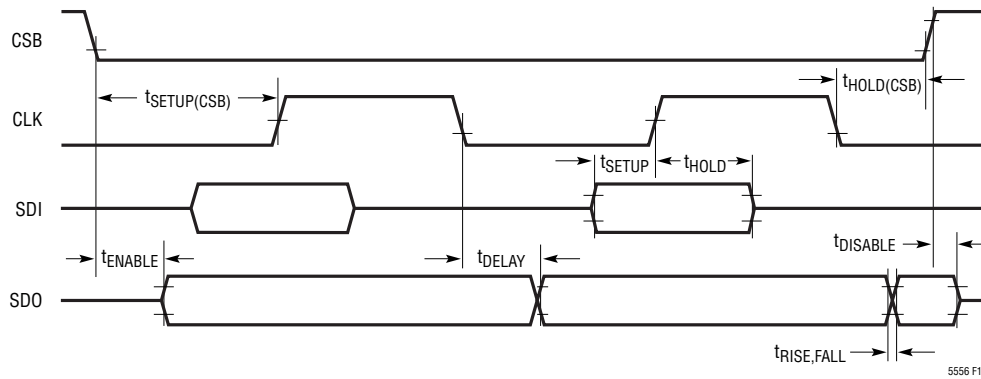 CSB
tSETUP(CSB)
tHOLD(CSB)
CLK
tSETUP
tHOLD
SDI
tENABLE
tDELAY
tDISABLE
SDO
tRISE,FALL
5556 F1